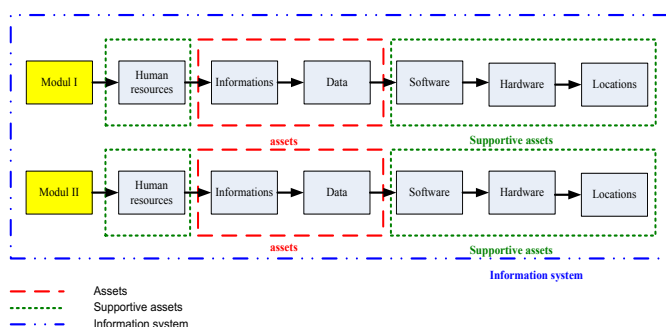 Modul I
Human
resources
Informations
Data
Software
Hardware
Locations
assets
Supportive assets
Modul II
Human
resources
Informations
Data
Software
Hardware
Locations
assets
Supportive assets
Information system
Assets
Supportive assets
Information system